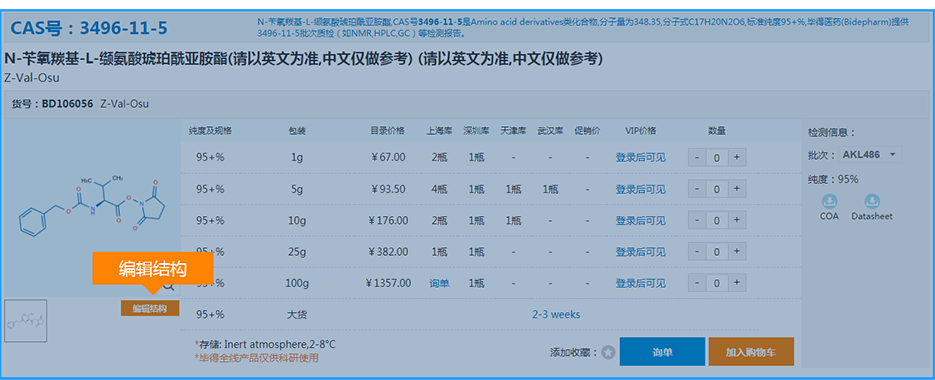 CAS号：3496-11-5
N-苄氧羰基-L-缬氨酸琥珀酰亚胺酯,CAS号3496-11-5是Amino acid derivatives类化合物,分子量为348.35,分子式C17H20N2O6,标准纯度95+%,毕得医药(Bidepharm)提供
3496-11-5批次质检（如NMR,HPLC,GC）等检测报告。
N-苄氧羰基-L-缬氨酸琥珀酰亚胺酯(请以英文为准,中文仅做参考) (请以英文为准,中文仅做参考)
Z-Val-Osu
货号：BD106056 Z-Val-Osu
纯度及规格 包装 目录价格 上海库 深圳库 天津库 武汉库 促销价 VIP价格 数量
95+% 1g ￥67.00 2瓶 1瓶 - - - 登录后可见 - 0 +
95+% 5g ￥93.50 4瓶 1瓶 1瓶 1瓶 - 登录后可见 - 0 +
95+% 10g ￥176.00 2瓶 1瓶 1瓶 - - 登录后可见 - 0 +
95+% 25g ￥382.00 1瓶 1瓶 - - - 登录后可见 - 0 +
95+% 100g ￥1357.00 询单 1瓶 - - - 登录后可见 - 0 +
95+% 大货 2-3 weeks
检测信息：
批次： AKL486
纯度：95%
COA Datasheet
H₃C CH₃
O O O
O N H O N
O O
编辑结构
编辑结构
*存储: Inert atmosphere,2-8°C
*毕得全线产品仅供科研使用
添加收藏： 询单 加入购物车